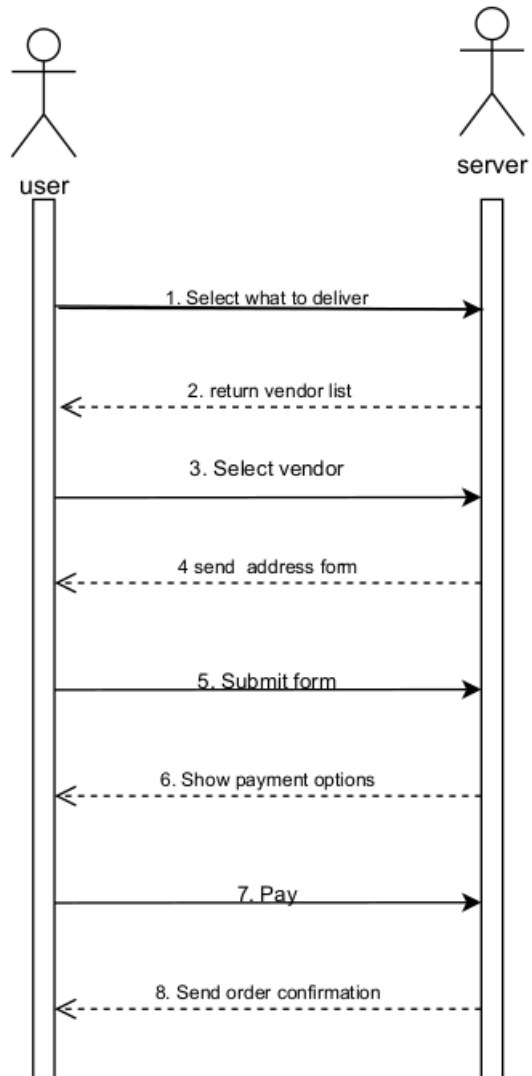 user
server
1. Select what to deliver
2. return vendor list
3. Select vendor
4 send address form
5. Submit form
6. Show payment options
7. Pay
8. Send order confirmation